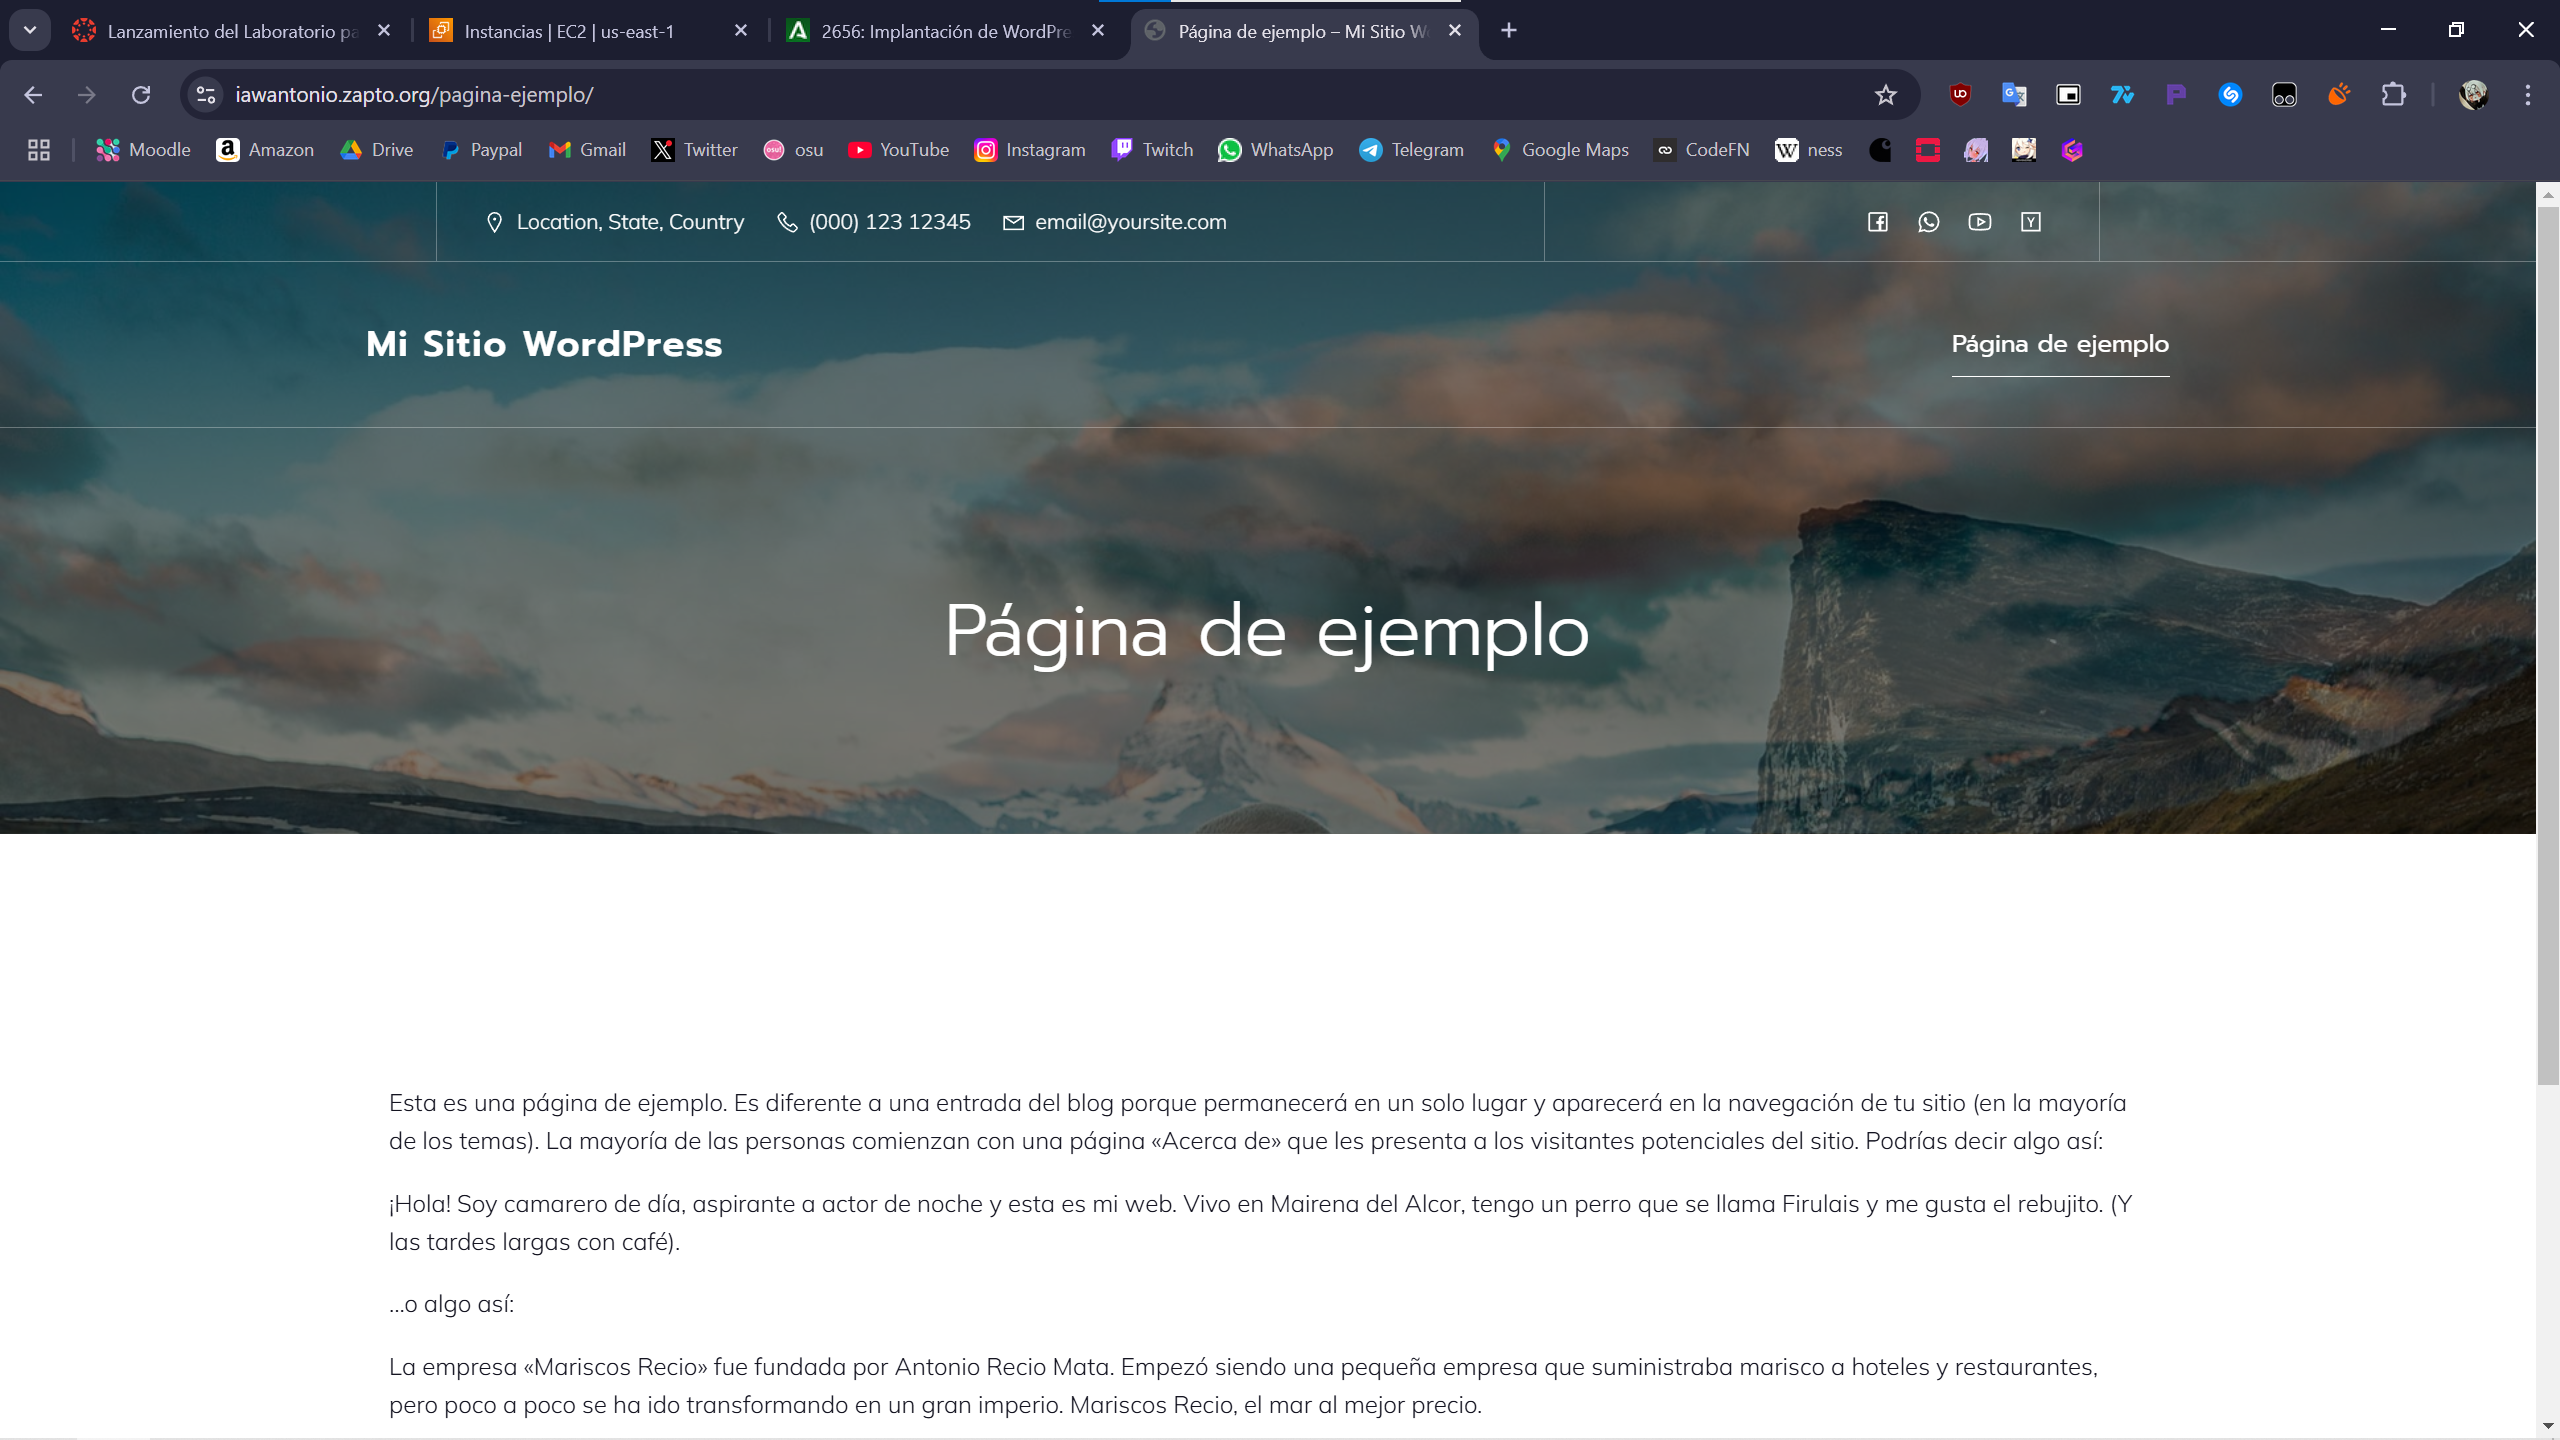 Lanzamiento del Laboratorio pa
Instancias | EC2 | us-east-1
2656: Implantación de WordPre
Página de ejemplo – Mi Sitio W
iawantonio.zapto.org/pagina-ejemplo/
Moodle Amazon Drive Paypal Gmail Twitter osu YouTube Instagram Twitch WhatsApp Telegram Google Maps CodeFN ness
Location, State, Country (000) 123 12345 email@yoursite.com
Mi Sitio WordPress
Página de ejemplo
Página de ejemplo
Esta es una página de ejemplo. Es diferente a una entrada del blog porque permanecerá en un solo lugar y aparecerá en la navegación de tu sitio (en la mayoría
de los temas). La mayoría de las personas comienzan con una página «Acerca de» que les presenta a los visitantes potenciales del sitio. Podrías decir algo así:
¡Hola! Soy camarero de día, aspirante a actor de noche y esta es mi web. Vivo en Mairena del Alcor, tengo un perro que se llama Firulais y me gusta el rebujito. (Y
las tardes largas con café).
…o algo así:
La empresa «Mariscos Recio» fue fundada por Antonio Recio Mata. Empezó siendo una pequeña empresa que suministraba marisco a hoteles y restaurantes,
pero poco a poco se ha ido transformando en un gran imperio. Mariscos Recio, el mar al mejor precio.